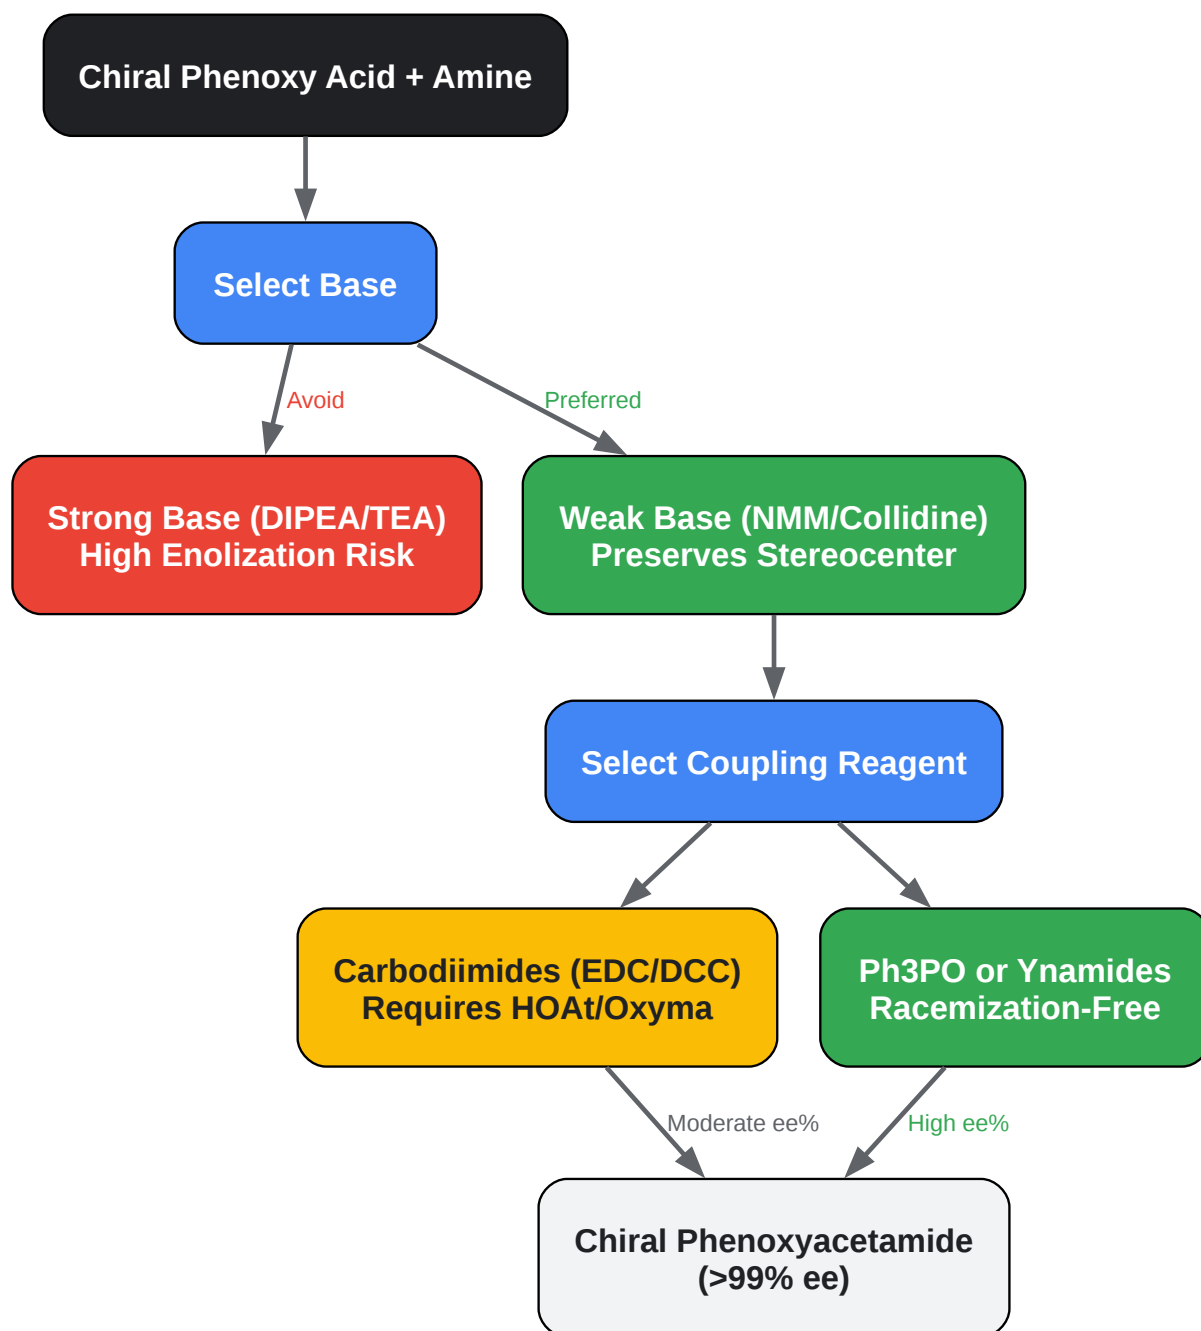 Chiral Phenoxy Acid + Amine
Select Base
Avoid
Preferred
Strong Base (DIPEA/TEA)
High Enolization Risk
Weak Base (NMM/Collidine)
Preserves Stereocenter
Select Coupling Reagent
Carbodiimides (EDC/DCC)
Requires HOAt/Oxyma
Ph3PO or Ynamides
Racemization-Free
Moderate ee%
High ee%
Chiral Phenoxyacetamide
(>99% ee)